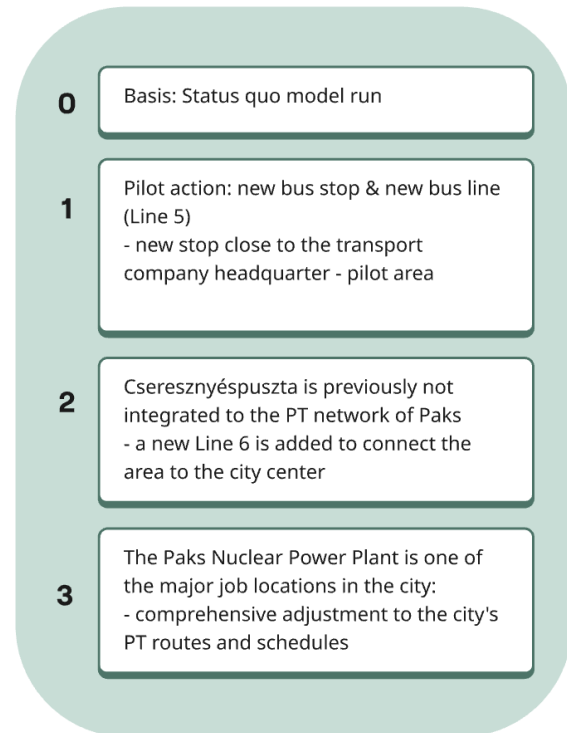 0
Basis: Status quo model run
1
Pilot action: new bus stop & new bus line
(Line 5)
- new stop close to the transport
company headquarter - pilot area
2
Cseresznyéspuszta is previously not
integrated to the PT network of Paks
- a new Line 6 is added to connect the
area to the city center
3
The Paks Nuclear Power Plant is one of
the major job locations in the city:
- comprehensive adjustment to the city's
PT routes and schedules